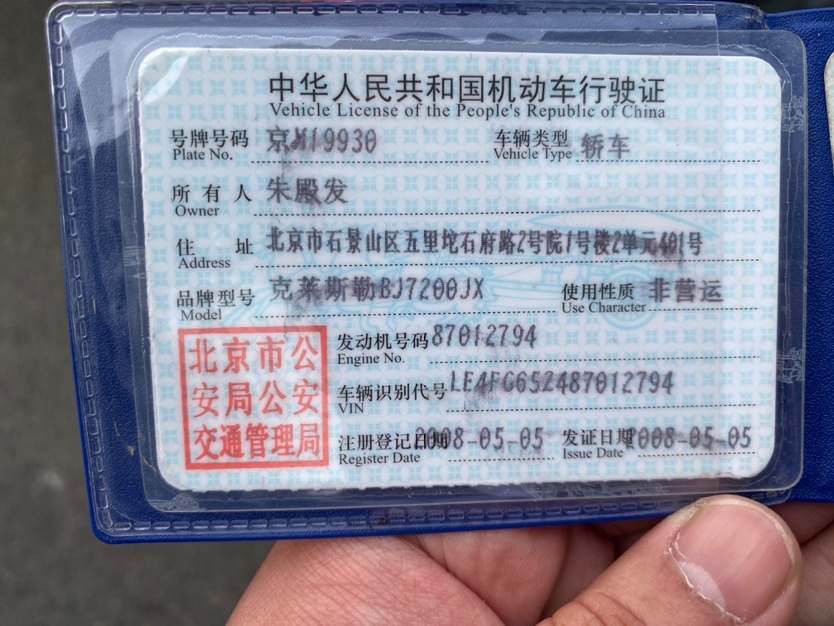 中华人民共和国机动车行驶证
Vehicle License of the People's Republic of China
号牌号码 京M19930 车辆类型 轿车
Plate No. Vehicle Type
所有人 朱殿发
Owner
住址 北京市石景山区五里坨石府路2号院1号楼2单元401号
Address
品牌型号 克莱斯勒BJ7200JX 使用性质 非营运
Model Use Character
北京市公
安局公安
交通管理局
发动机号码 87012794
Engine No.
车辆识别代号 LE4FC652487012794
VIN
注册登记日期 2008-05-05 发证日期 2008-05-05
Register Date Issue Date